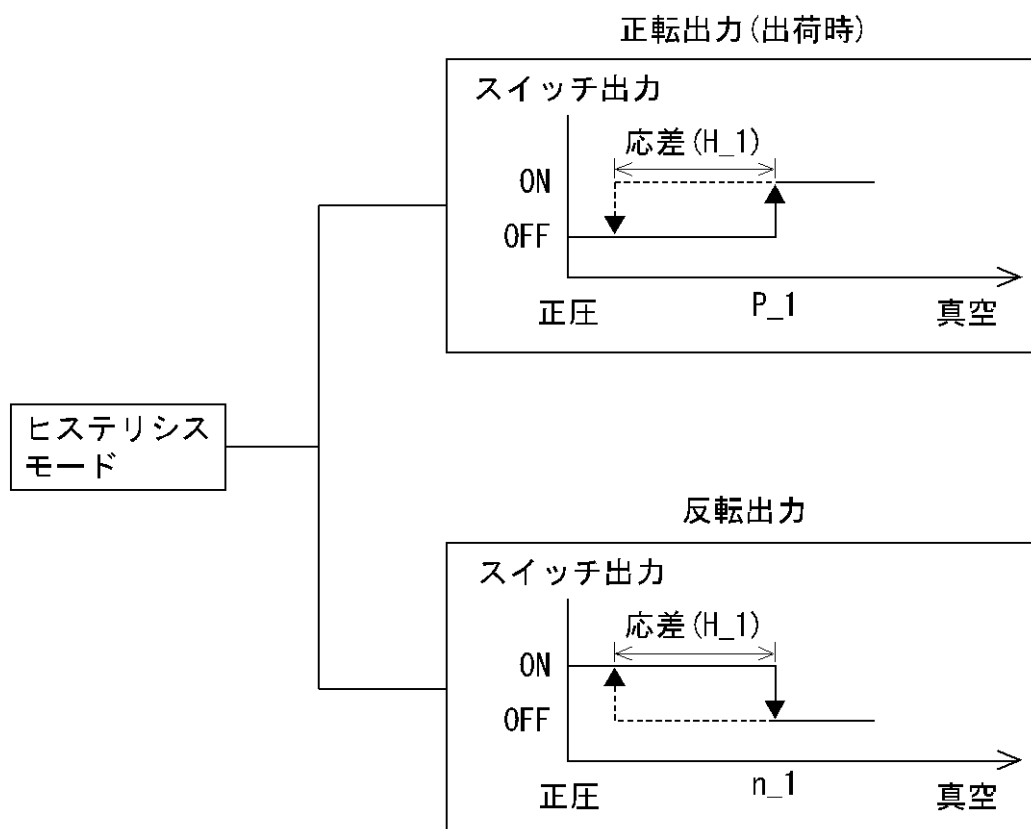 正転出力(出荷時)
スイッチ出力
応差(H_1)
ON
OFF
P_1
正圧
真空
ヒステリシス
モード
反転出力
スイッチ出力
応差(H_1)
ON
OFF
n_1
正圧
真空